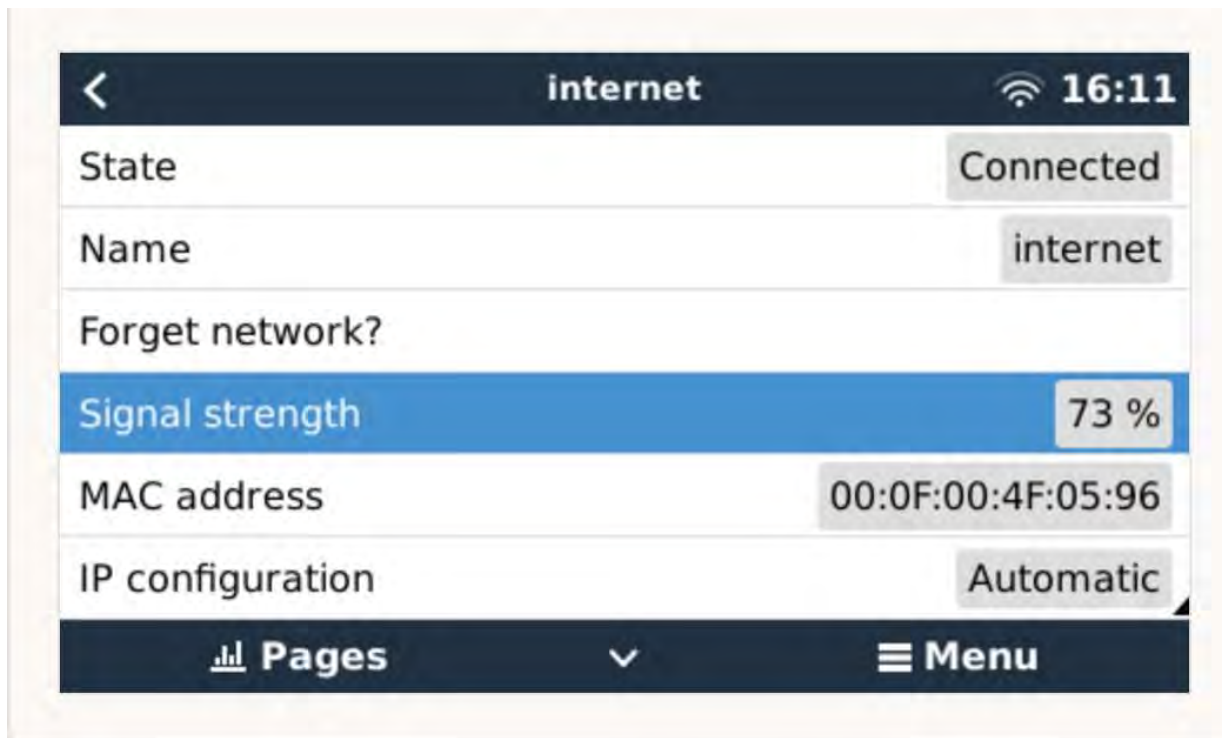 internet 16:11
State Connected
Name internet
Forget network?
Signal strength 73 %
MAC address 00:0F:00:4F:05:96
IP configuration Automatic
Pages Menu